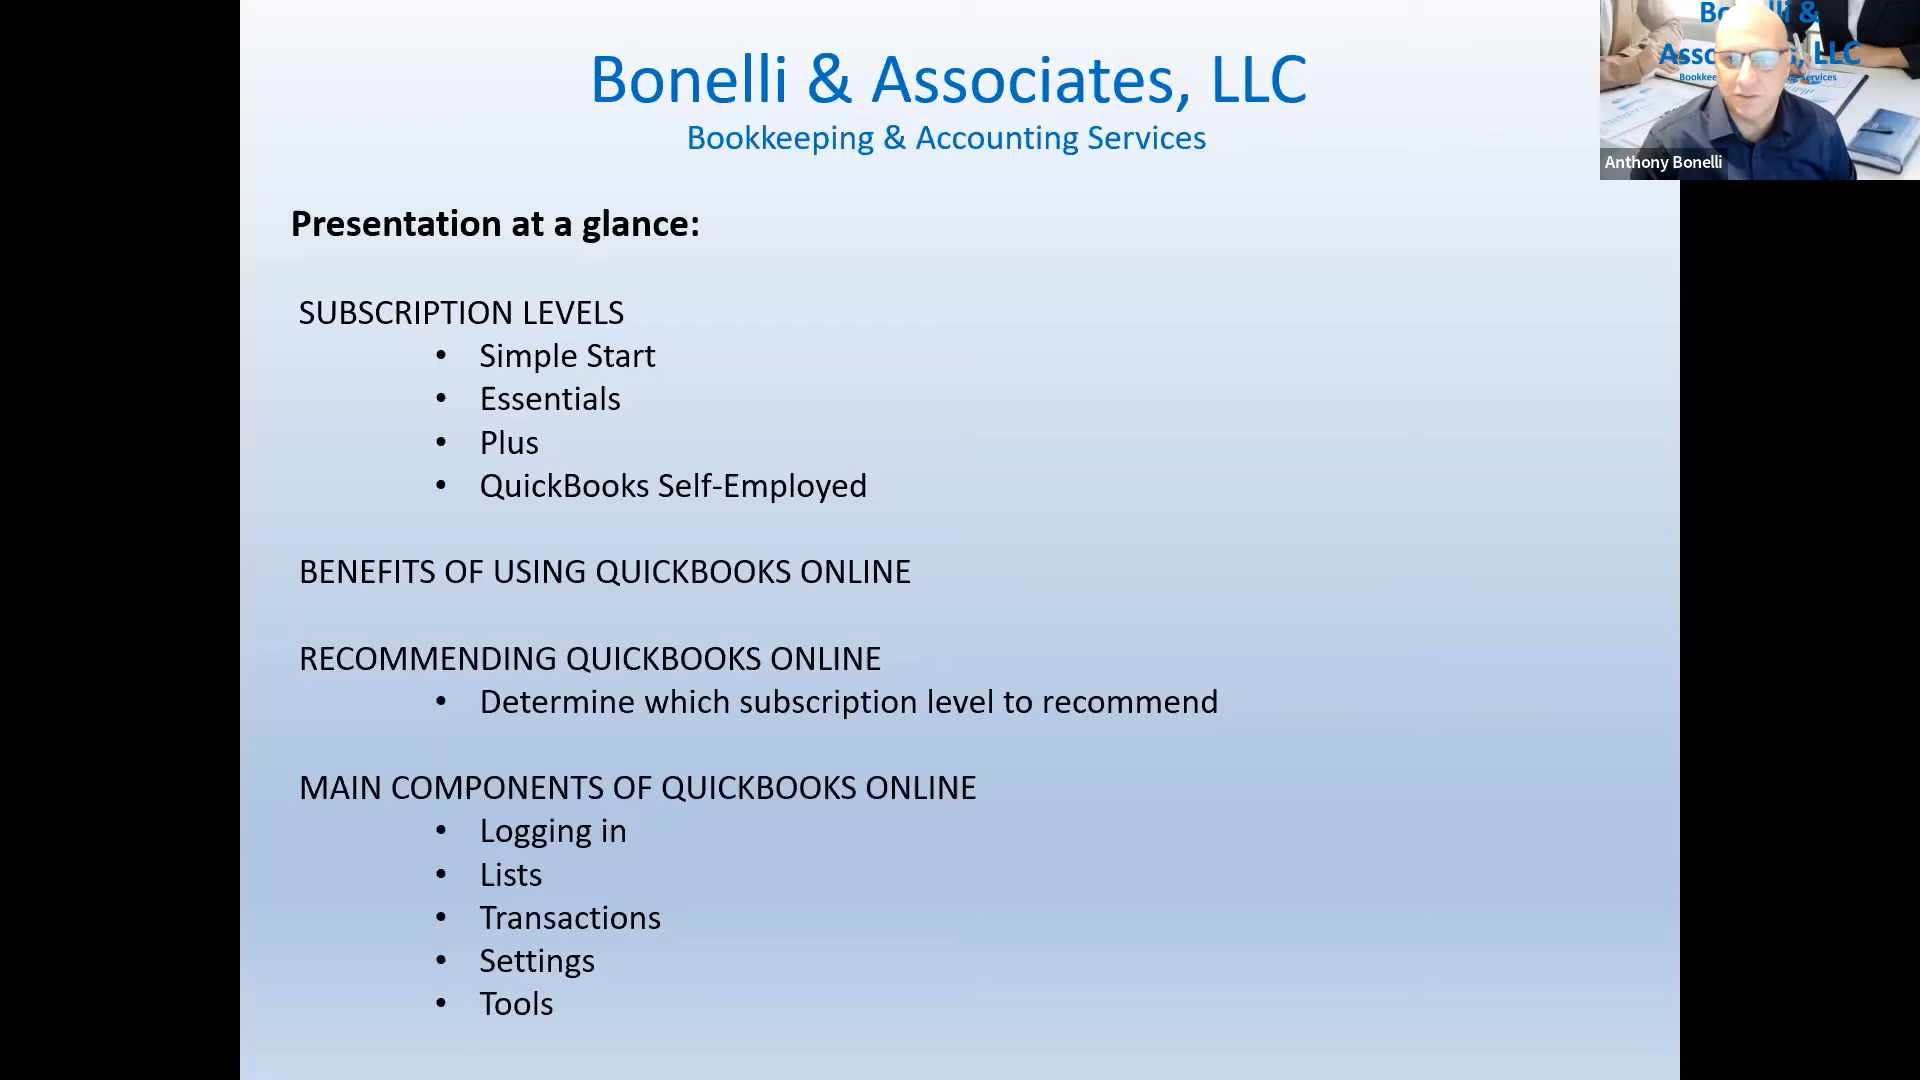 Bonelli & Associates, LLC
Bookkeeping & Accounting Services
Anthony Bonelli
Presentation at a glance:
SUBSCRIPTION LEVELS
• Simple Start
• Essentials
• Plus
• QuickBooks Self-Employed
BENEFITS OF USING QUICKBOOKS ONLINE
RECOMMENDING QUICKBOOKS ONLINE
• Determine which subscription level to recommend
MAIN COMPONENTS OF QUICKBOOKS ONLINE
• Logging in
• Lists
• Transactions
• Settings
• Tools